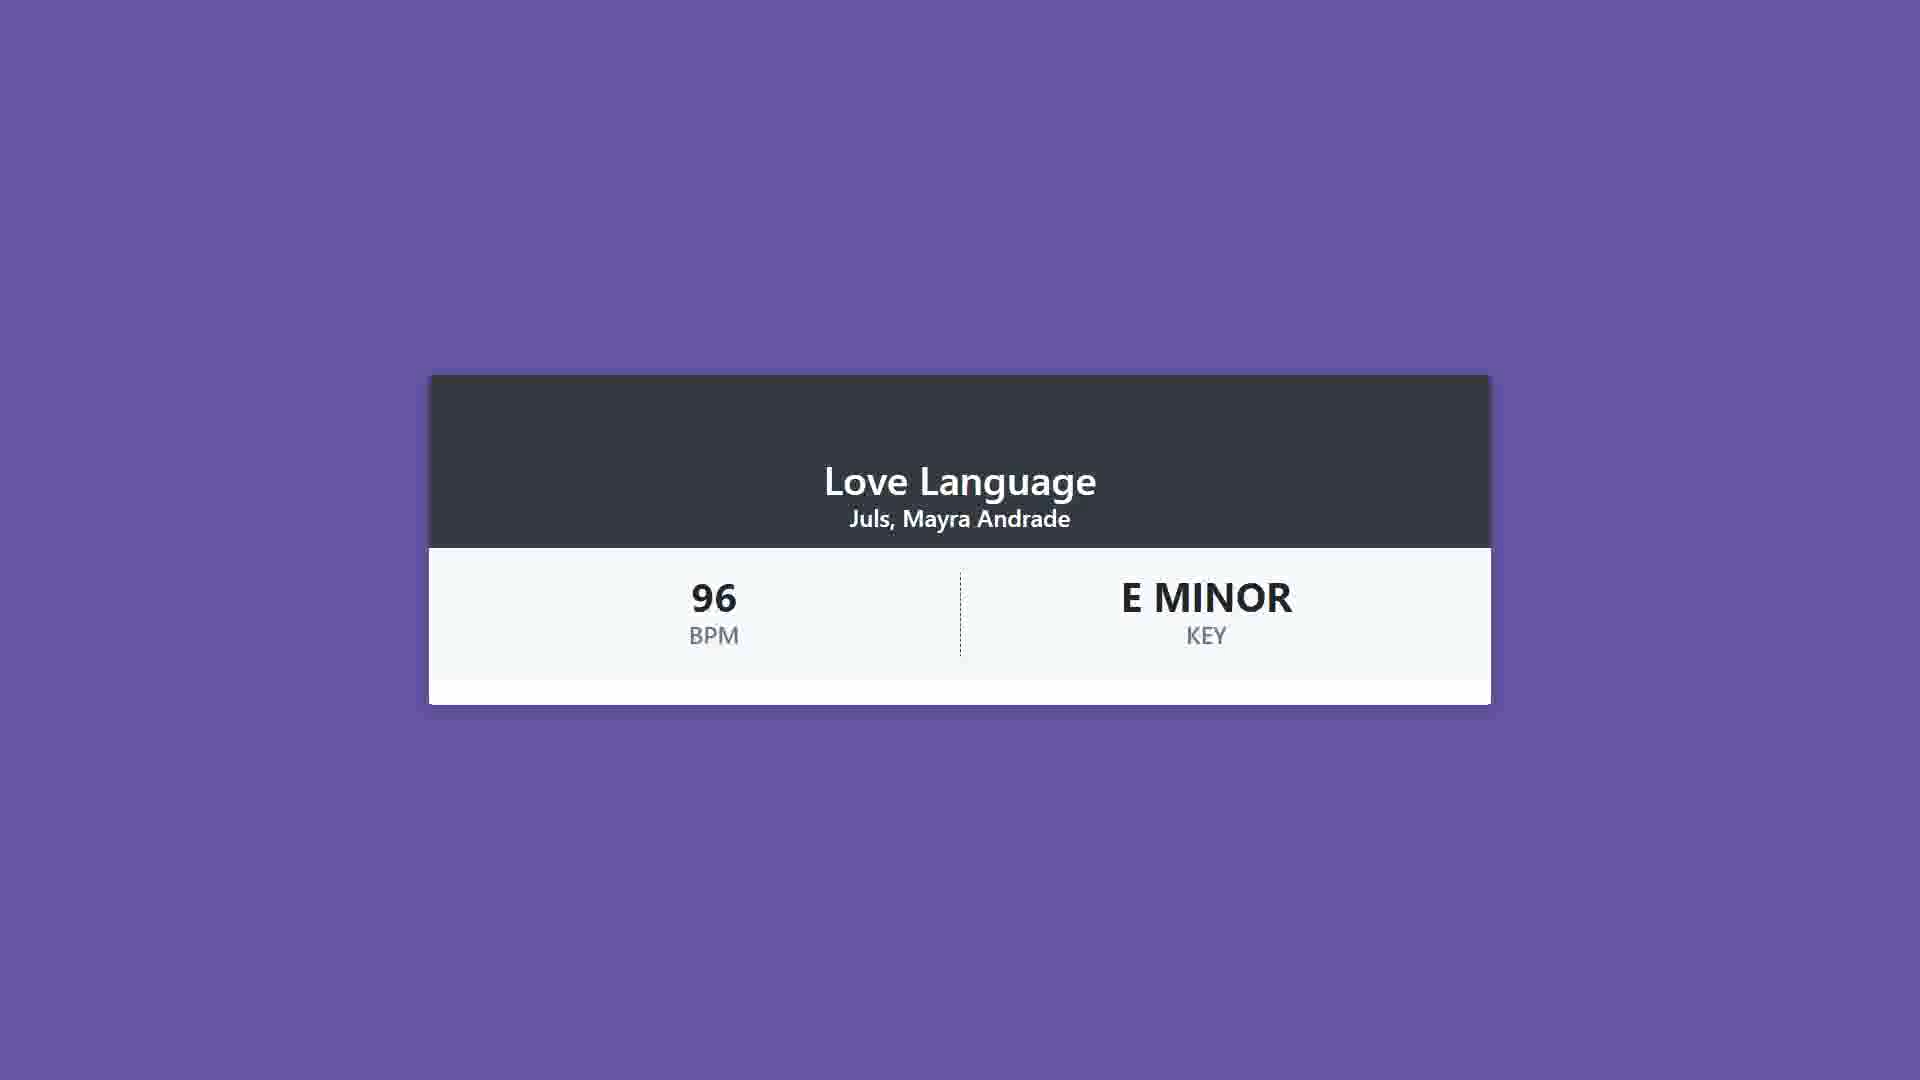 Love Language
Juls, Mayra Andrade
96
BPM
E MINOR
KEY